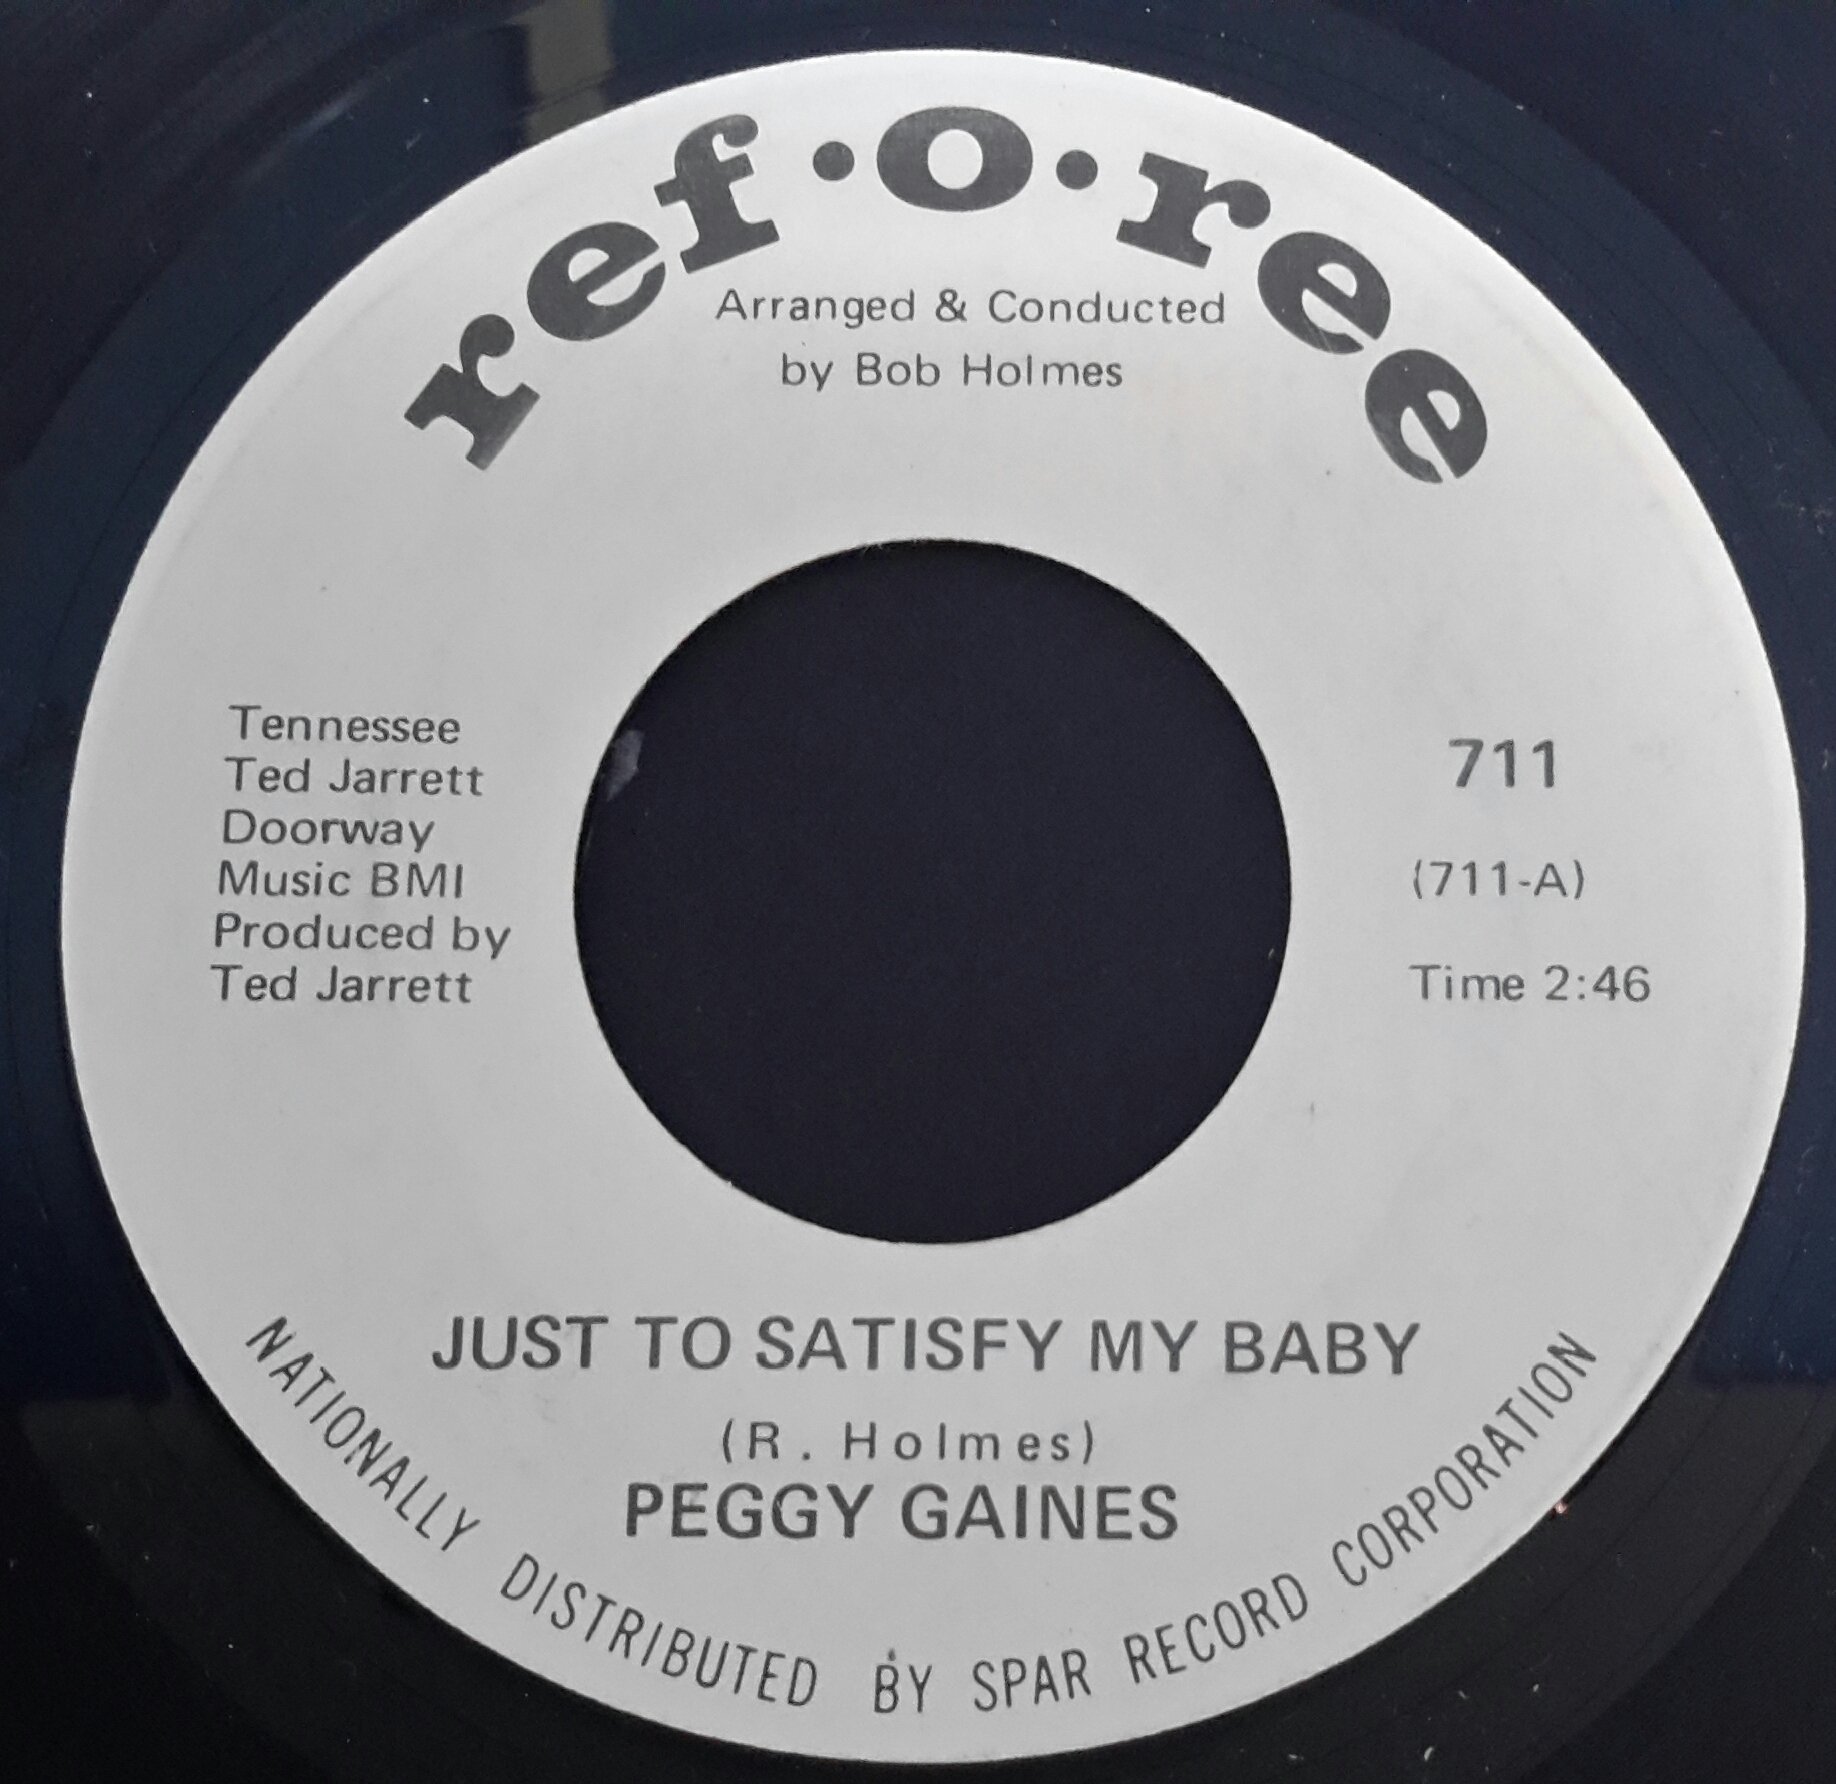 ref·o·ree
Arranged & Conducted
by Bob Holmes
Tennessee
Ted Jarrett
Doorway
Music BMI
Produced by
Ted Jarrett
711
(711-A)
Time 2:46
JUST TO SATISFY MY BABY
(R. Holmes)
PEGGY GAINES
NATIONALLY DISTRIBUTED BY SPAR RECORD CORPORATION